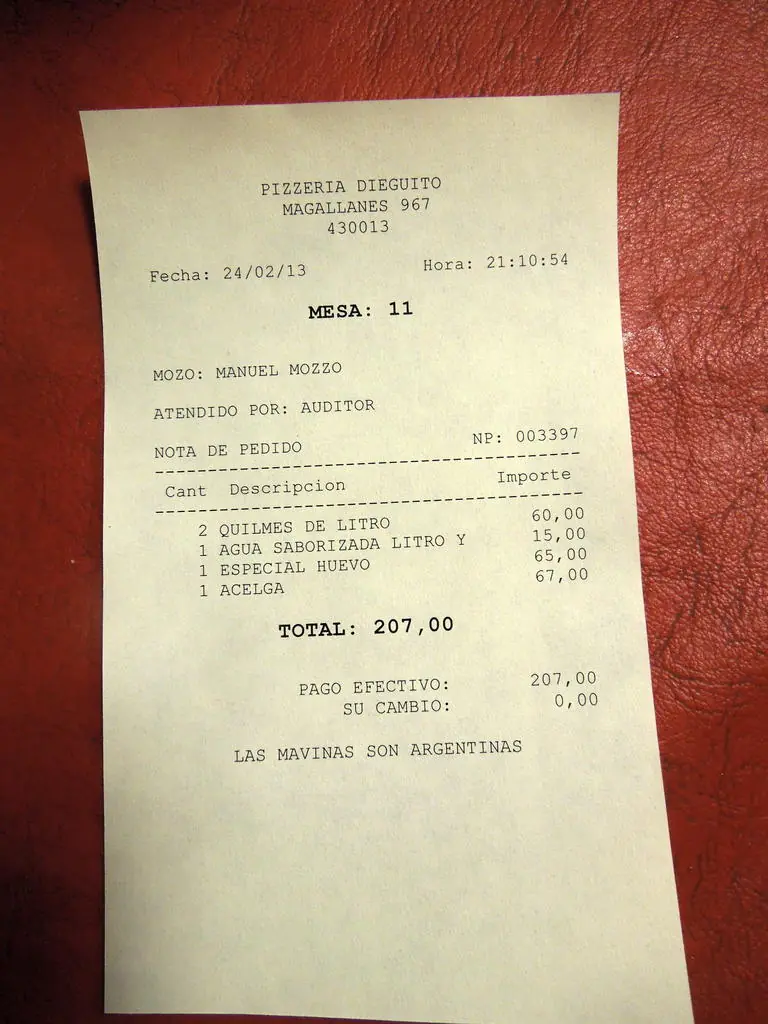 PIZZERIA DIEGUITO
MAGALLANES 967
430013
Fecha: 24/02/13 Hora: 21:10:54
MESA: 11
MOZO: MANUEL MOZZO
ATENDIDO POR: AUDITOR
NOTA DE PEDIDO NP: 003397
Cant Descripcion Importe
2 QUILMES DE LITRO 60,00
1 AGUA SABORIZADA LITRO Y 15,00
1 ESPECIAL HUEVO 65,00
1 ACELGA 67,00
TOTAL: 207,00
PAGO EFECTIVO: 207,00
SU CAMBIO: 0,00
LAS MAVINAS SON ARGENTINAS